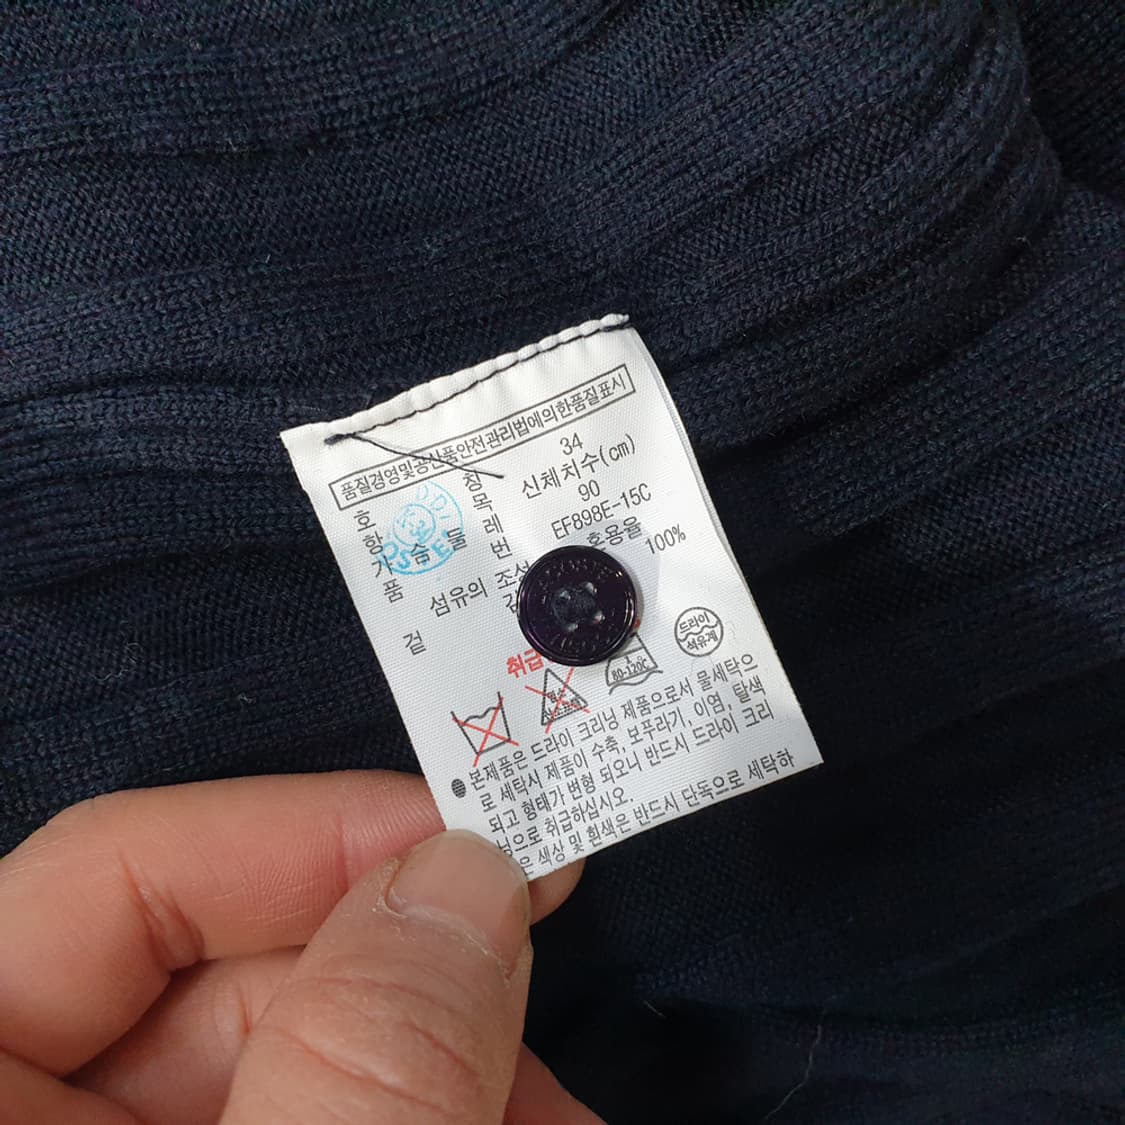 품질경영및공산품안전관리법에의한품질표시
호 칭 34
항 목 신체치수(cm)
가 슴 둘 레 90
품 번 EF898E-15C
섬유의 조성 혼용율
겉 100%
취급
염소
80-120℃
드라이
석유계
본제품은 드라이 크리닝 제품으로서 물세탁으
로 세탁시 제품이 수축, 보푸라기, 이염, 탈색
되고 형태가 변형 되오니 반드시 드라이 크리
닝으로 취급하십시오.
은 색상 및 흰색은 반드시 단독으로 세탁하